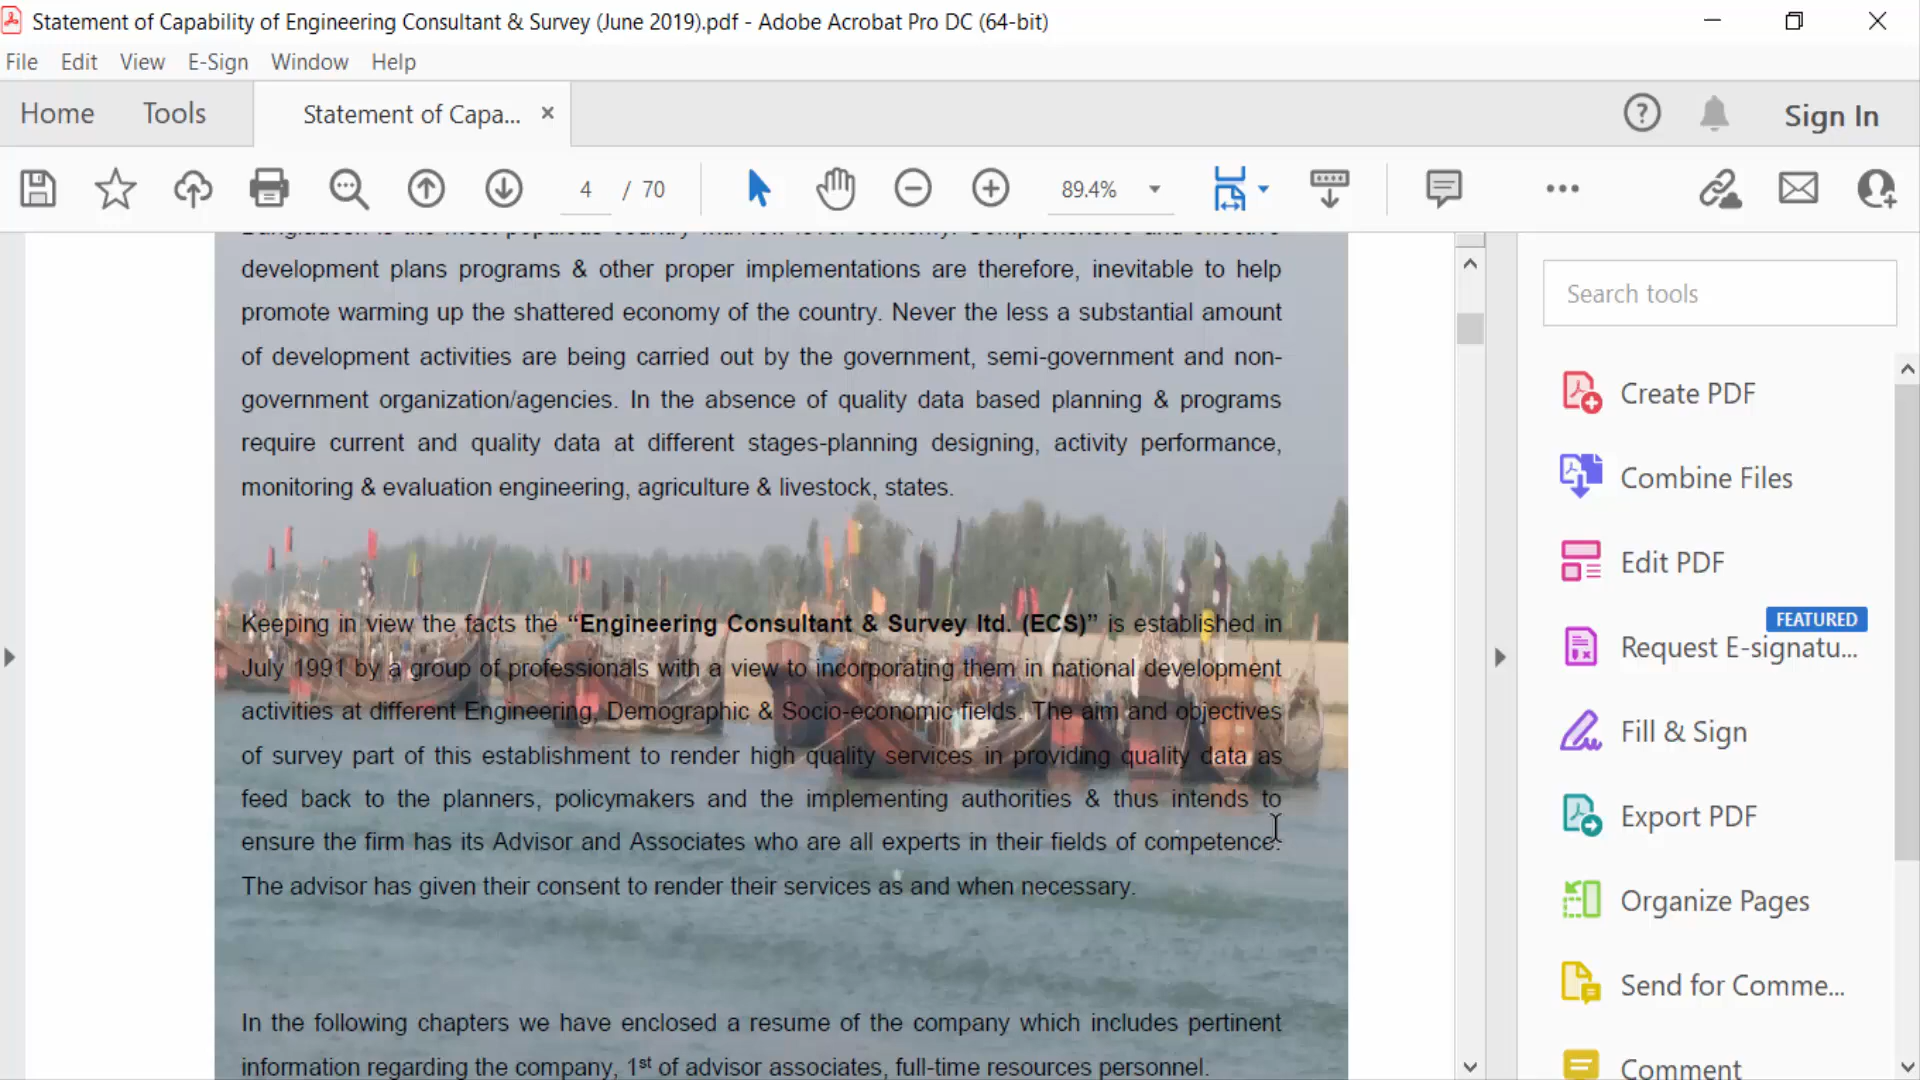 Statement of Capability of Engineering Consultant & Survey (June 2019).pdf - Adobe Acrobat Pro DC (64-bit)
File Edit View E-Sign Window Help
Home Tools Statement of Capa... ×
Sign In
4 / 70 89.4%
Bangladesh is the most populous country with low level economy. Comprehensive and effective
development plans programs & other proper implementations are therefore, inevitable to help
promote warming up the shattered economy of the country. Never the less a substantial amount
of development activities are being carried out by the government, semi-government and non-
government organization/agencies. In the absence of quality data based planning & programs
require current and quality data at different stages-planning designing, activity performance,
monitoring & evaluation engineering, agriculture & livestock, states.
Keeping in view the facts the “Engineering Consultant & Survey ltd. (ECS)” is established in
July 1991 by a group of professionals with a view to incorporating them in national development
activities at different Engineering, Demographic & Socio-economic fields. The aim and objectives
of survey part of this establishment to render high quality services in providing quality data as
feed back to the planners, policymakers and the implementing authorities & thus intends to
ensure the firm has its Advisor and Associates who are all experts in their fields of competence.
The advisor has given their consent to render their services as and when necessary.
In the following chapters we have enclosed a resume of the company which includes pertinent
information regarding the company, 1st of advisor associates, full-time resources personnel.
Search tools
Create PDF
Combine Files
Edit PDF
FEATURED
Request E-signatu...
Fill & Sign
Export PDF
Organize Pages
Send for Comme...
Comment